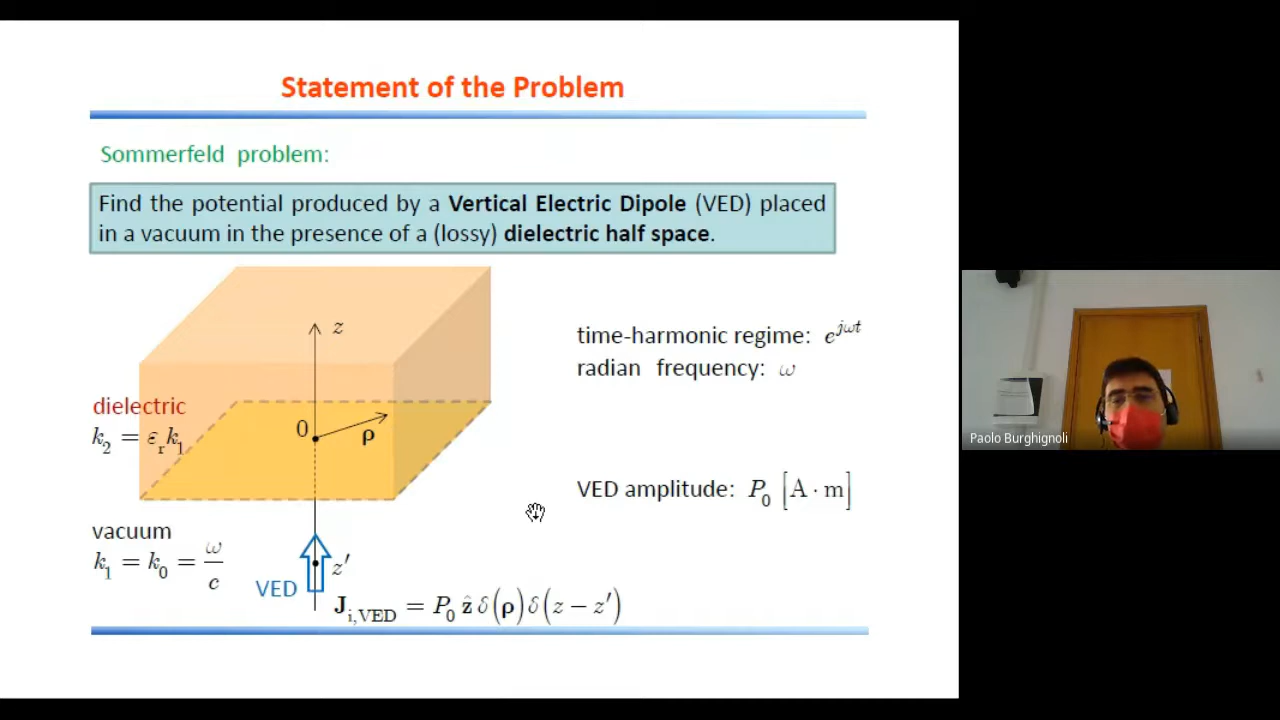 Statement of the Problem
Sommerfeld problem:
Find the potential produced by a Vertical Electric Dipole (VED) placed
in a vacuum in the presence of a (lossy) dielectric half space.
z
time-harmonic regime: e^{jωt}
radian frequency: ω
dielectric
k₂ = εᵣk₁
0
ρ
VED amplitude: P₀ [A · m]
vacuum
k₁ = k₀ = ω/c
VED
z′
J_{i,VED} = P₀ ẑ δ(ρ) δ(z − z′)
Paolo Burghignoli